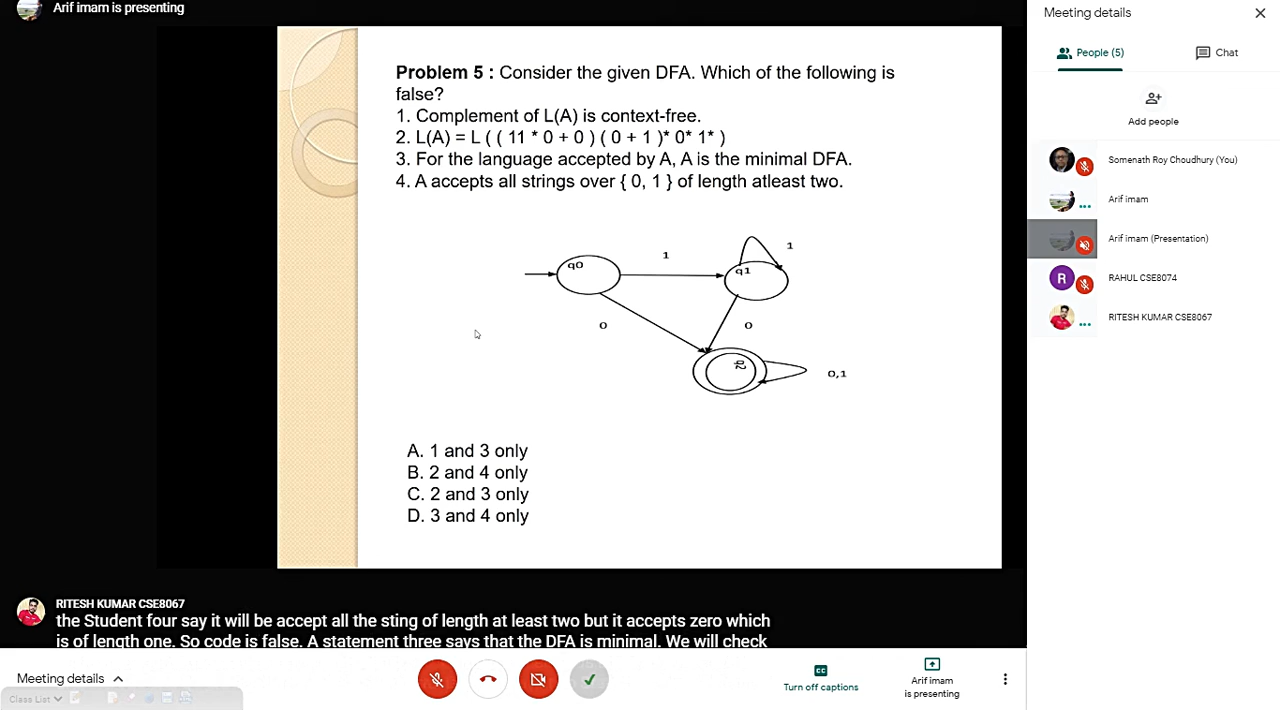 Arif imam is presenting
Meeting details
People (5)
Chat
Add people
Somenath Roy Choudhury (You)
Arif imam
Arif imam (Presentation)
R
RAHUL CSE8074
RITESH KUMAR CSE8067
Problem 5 : Consider the given DFA. Which of the following is
false?
1. Complement of L(A) is context-free.
2. L(A) = L ( ( 11 * 0 + 0 ) ( 0 + 1 )* 0* 1* )
3. For the language accepted by A, A is the minimal DFA.
4. A accepts all strings over { 0, 1 } of length atleast two.
q0
1
q1
1
0
0
q2
0,1
A. 1 and 3 only
B. 2 and 4 only
C. 2 and 3 only
D. 3 and 4 only
RITESH KUMAR CSE8067
the Student four say it will be accept all the sting of length at least two but it accepts zero which
is of length one. So code is false. A statement three says that the DFA is minimal. We will check
Meeting details
Class List
CC
Turn off captions
Arif imam
is presenting